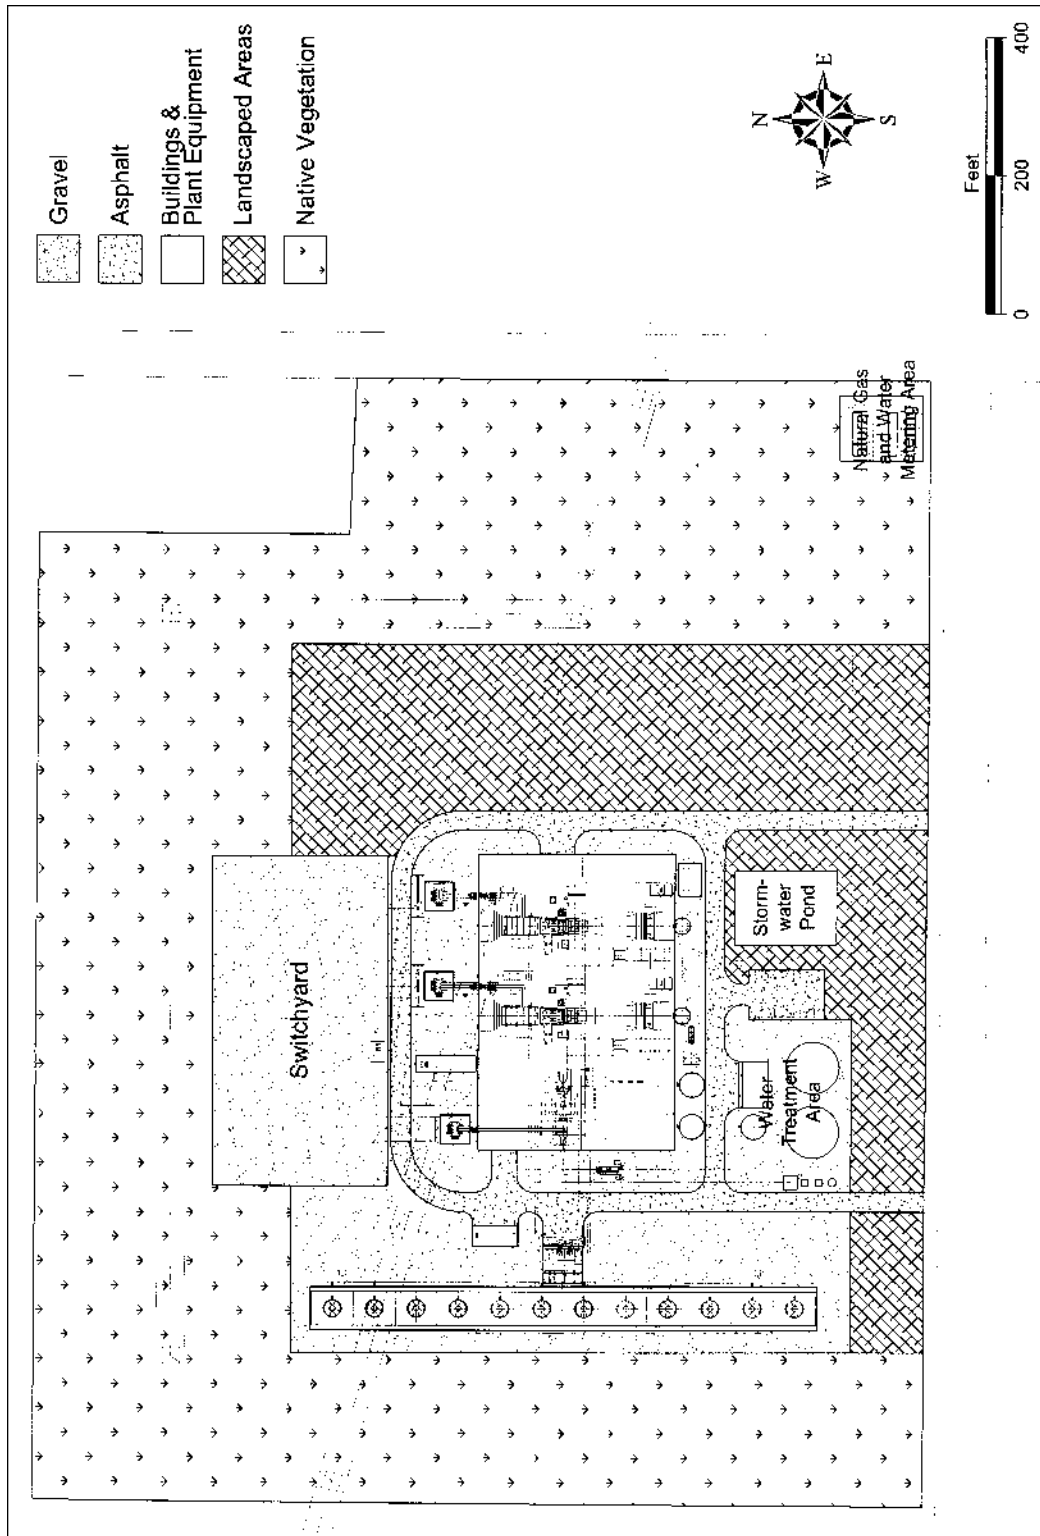 Gravel
Asphalt
Buildings &
Plant Equipment
Landscaped Areas
Native Vegetation
N
E
S
W
Feet
0
200
400
Switchyard
Storm-
water
Pond
Water
Treatment
Area
Natural Gas
and Water
Metering Area